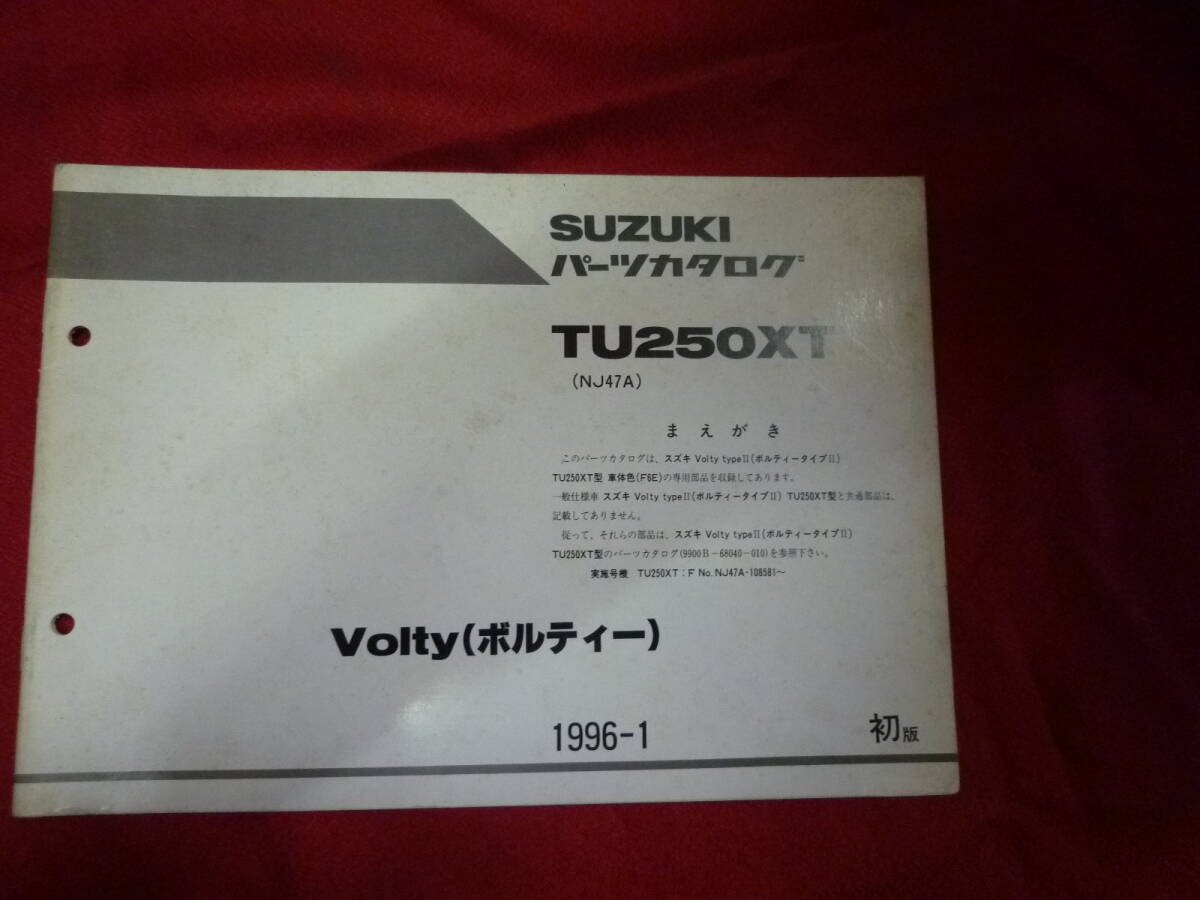 SUZUKI
パーツカタログ
TU250XT
(NJ47A)
まえがき
このパーツカタログは、スズキ Volty typeⅡ(ボルティータイプⅡ)
TU250XT型 車体色(F6E)の専用部品を収録してあります。
一般仕様車 スズキ Volty typeⅡ(ボルティータイプⅡ) TU250XT型と共通部品は、
記載してありません。
従って、それらの部品は、スズキ Volty typeⅡ(ボルティータイプⅡ)
TU250XT型のパーツカタログ(9900B-68040-010)を参照下さい。
実施号機 TU250XT：F No. NJ47A-108581～
Volty(ボルティー)
1996-1
初版